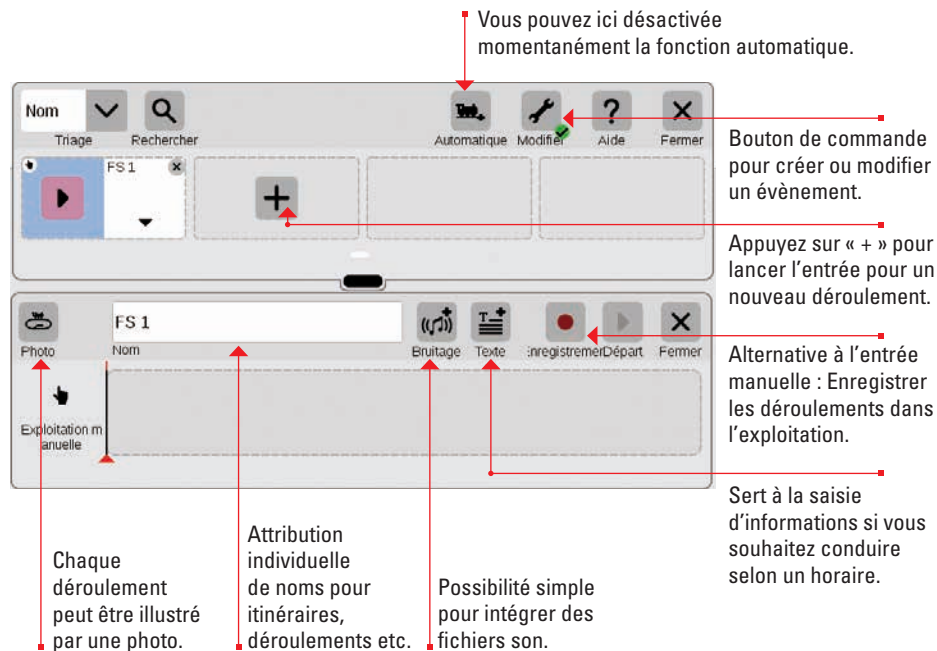 Vous pouvez ici désactivée
momentanément la fonction automatique.
Nom
Triage
Rechercher
Automatique
Modifier
Aide
Fermer
FS 1
Bouton de commande
pour créer ou modifier
un évènement.
Appuyez sur « + » pour
lancer l'entrée pour un
nouveau déroulement.
Photo
FS 1
Nom
Bruitage
Texte
nregistremer
Départ
Fermer
Exploitation m
anuelle
Alternative à l'entrée
manuelle : Enregistrer
les déroulements dans
l'exploitation.
Sert à la saisie
d'informations si vous
souhaitez conduire
selon un horaire.
Chaque
déroulement
peut être illustré
par une photo.
Attribution
individuelle
de noms pour
itinéraires,
déroulements etc.
Possibilité simple
pour intégrer des
fichiers son.